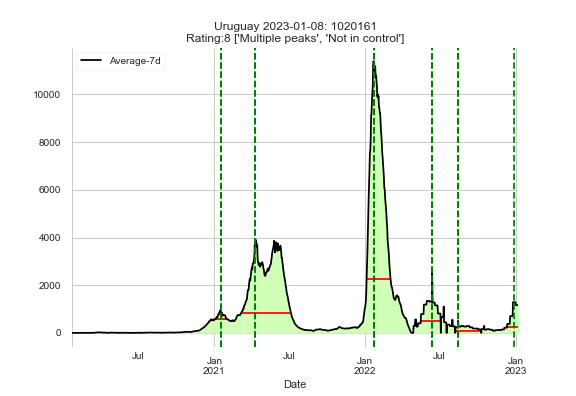 Uruguay 2023-01-08: 1020161
Rating:8 ['Multiple peaks', 'Not in control']
Average-7d
10000
8000
6000
4000
2000
0
Jul
Jan
2021
Jul
Jan
2022
Jul
Jan
2023
Date